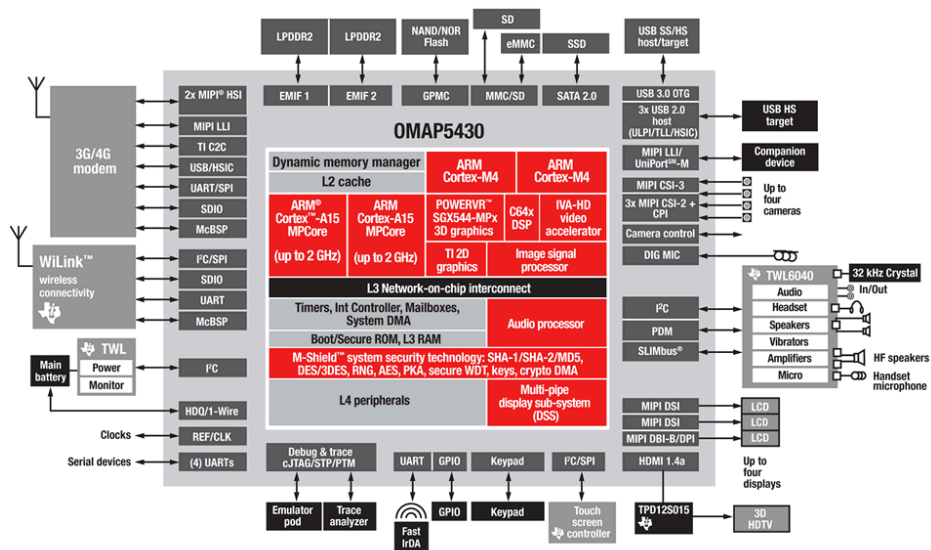 SD
LPDDR2
LPDDR2
NAND/NOR
Flash
eMMC
SSD
USB SS/HS
host/target
EMIF 1
EMIF 2
GPMC
MMC/SD
SATA 2.0
USB 3.0 OTG
3G/4G
modem
2x MIPI® HSI
MIPI LLI
TI C2C
USB/HSIC
UART/SPI
SDIO
McBSP
WiLink™
wireless
connectivity
I²C/SPI
SDIO
UART
McBSP
TWL
Power
Monitor
Main
battery
I²C
HDQ/1-Wire
Clocks
REF/CLK
Serial devices
(4) UARTs
OMAP5430
Dynamic memory manager
L2 cache
ARM
Cortex-M4
ARM
Cortex-M4
ARM®
Cortex™-A15
MPCore
(up to 2 GHz)
ARM
Cortex-A15
MPCore
(up to 2 GHz)
POWERVR™
SGX544-MPx
3D graphics
C64x
DSP
IVA-HD
video
accelerator
TI 2D
graphics
Image signal
processor
L3 Network-on-chip interconnect
Timers, Int Controller, Mailboxes,
System DMA
Boot/Secure ROM, L3 RAM
Audio processor
M-Shield™ system security technology: SHA-1/SHA-2/MD5,
DES/3DES, RNG, AES, PKA, secure WDT, keys, crypto DMA
L4 peripherals
Multi-pipe
display sub-system
(DSS)
3x USB 2.0
host
(ULPI/TLL/HSIC)
USB HS
target
MIPI LLI/
UniPort℠-M
Companion
device
MIPI CSI-3
3x MIPI CSI-2 +
CPI
Up to
four
cameras
Camera control
DIG MIC
I²C
PDM
SLIMbus®
TWL6040
Audio
Headset
Speakers
Vibrators
Amplifiers
Micro
32 kHz Crystal
In/Out
HF speakers
Handset
microphone
MIPI DSI
LCD
MIPI DSI
LCD
MIPI DBI-B/DPI
LCD
HDMI 1.4a
Up to
four
displays
TPD12S015
3D
HDTV
Debug & trace
cJTAG/STP/PTM
UART
GPIO
Keypad
I²C/SPI
Emulator
pod
Trace
analyzer
Fast
IrDA
GPIO
Keypad
Touch
screen
controller